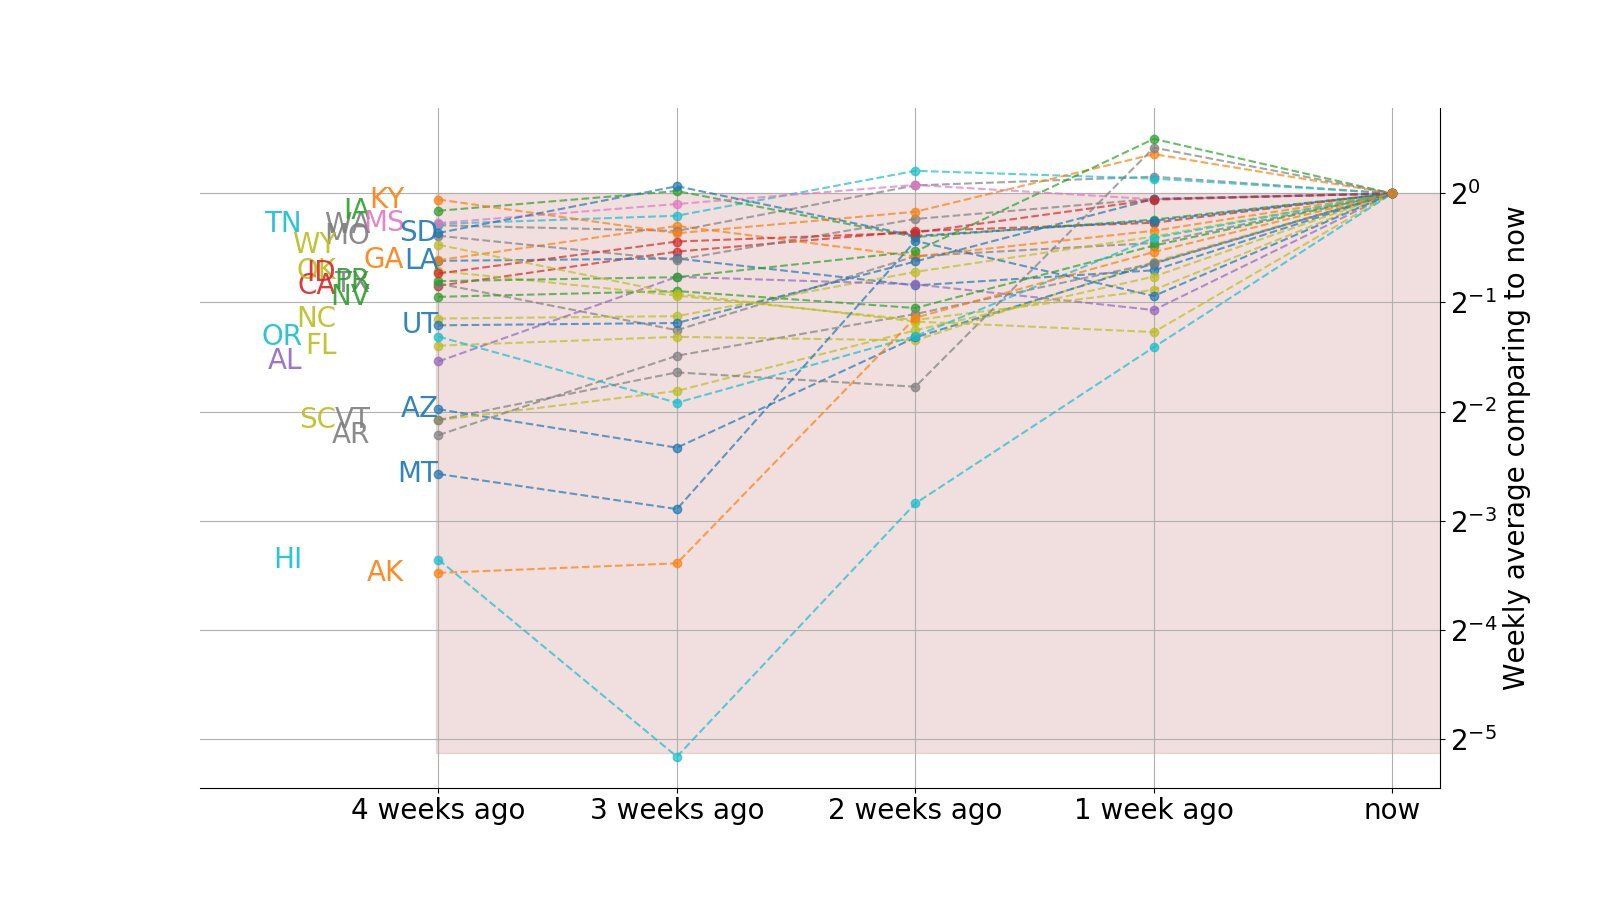 KY
IA
TN
WA
MS
MO
SD
WY
GA
LA
OK
ID
PR
TX
CA
NV
NC
UT
OR
FL
AL
AZ
SC
VT
AR
MT
HI
AK
2^0
2^-1
2^-2
2^-3
2^-4
2^-5
Weekly average comparing to now
4 weeks ago
3 weeks ago
2 weeks ago
1 week ago
now